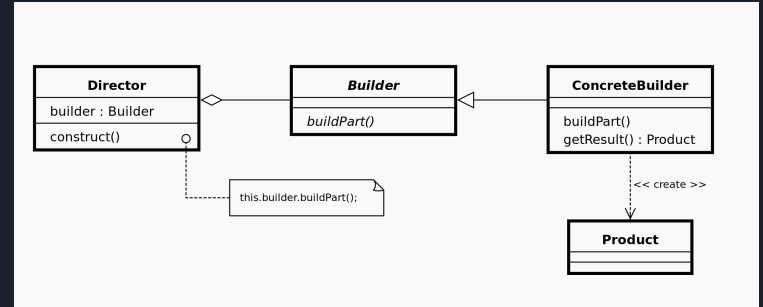 Director
builder : Builder
construct()
Builder
buildPart()
ConcreteBuilder
buildPart()
getResult() : Product
this.builder.buildPart();
<< create >>
Product